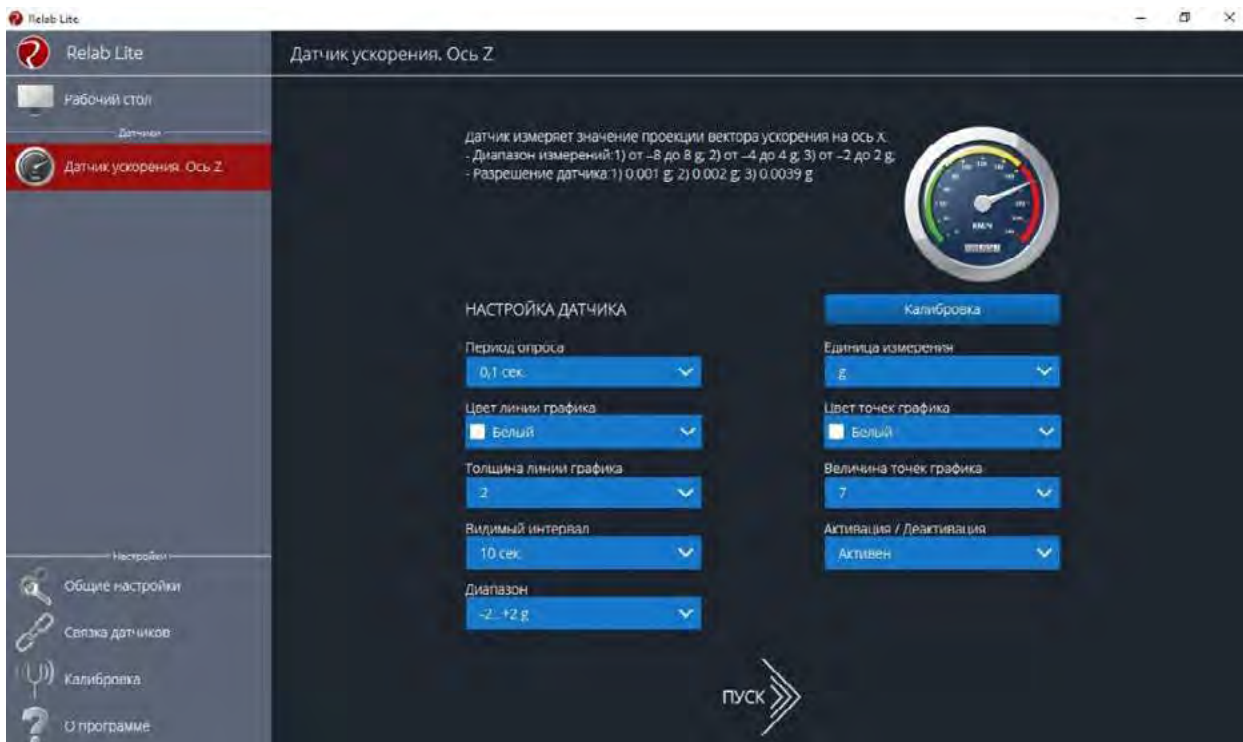 Relab Lite
Relab Lite
Рабочий стол
Датчики
Датчик ускорения. Ось Z
Настройки
Общие настройки
Связка датчиков
Калибровка
О программе
Датчик ускорения. Ось Z
Датчик измеряет значение проекции вектора ускорения на ось X.
- Диапазон измерений:1) от –8 до 8 g; 2) от –4 до 4 g; 3) от –2 до 2 g;
- Разрешение датчика:1) 0.001 g; 2) 0.002 g; 3) 0.0039 g
KM/H
НАСТРОЙКА ДАТЧИКА
Калибровка
Период опроса
Единица измерения
0,1 сек.
g
Цвет линии графика
Цвет точек графика
Белый
Белый
Толщина линии графика
Величина точек графика
2
7
Видимый интервал
Активация / Деактивация
10 сек.
Активен
Диапазон
-2...+2 g
ПУСК